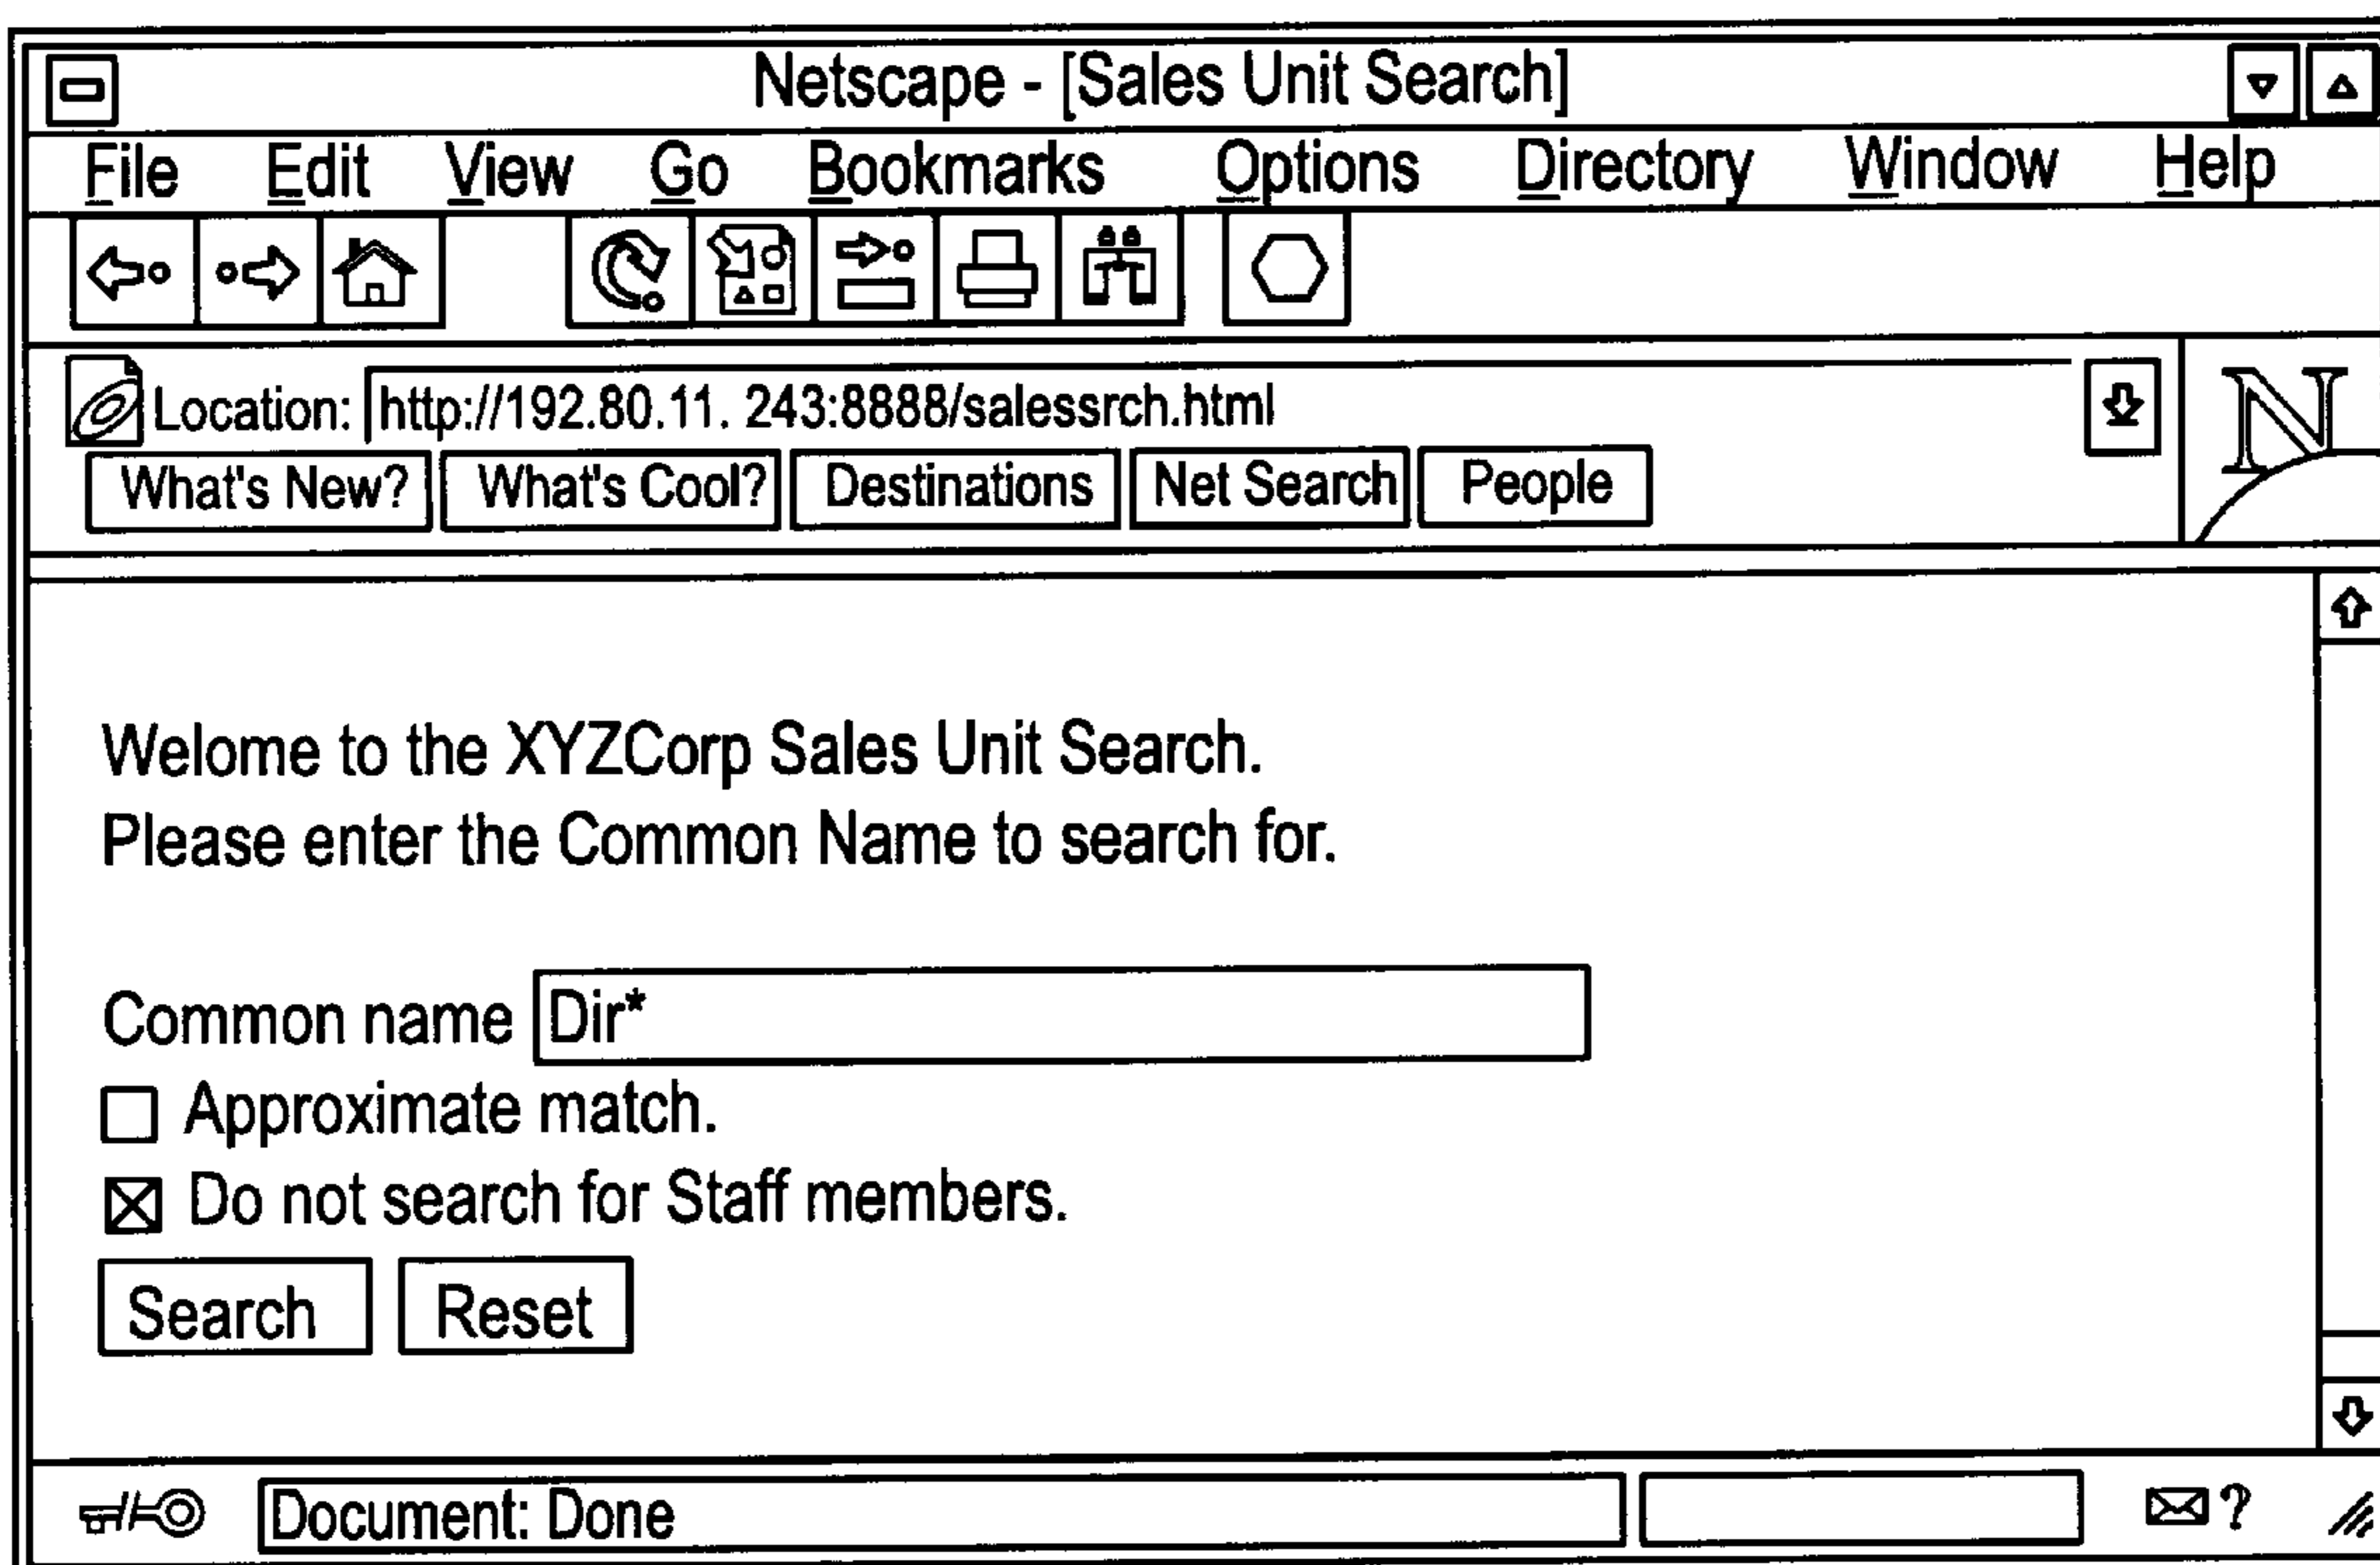 Netscape - [Sales Unit Search]
File Edit View Go Bookmarks Options Directory Window Help
Location: http://192.80.11. 243:8888/salessrch.html
N
What's New? What's Cool? Destinations Net Search People
Welome to the XYZCorp Sales Unit Search.
Please enter the Common Name to search for.
Common name Dir*
Approximate match.
Do not search for Staff members.
Search Reset
Document: Done ?